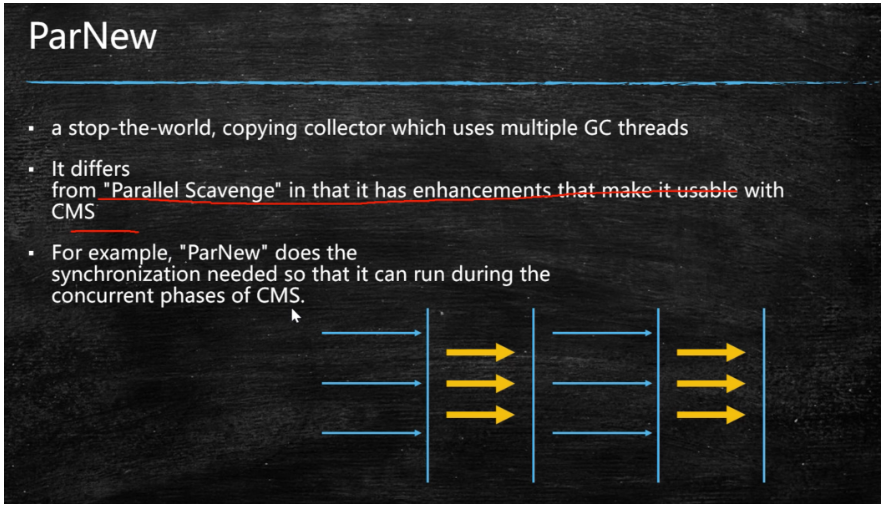 ParNew
▪ a stop-the-world, copying collector which uses multiple GC threads
▪ It differs
from "Parallel Scavenge" in that it has enhancements that make it usable with
CMS
▪ For example, "ParNew" does the
synchronization needed so that it can run during the
concurrent phases of CMS.